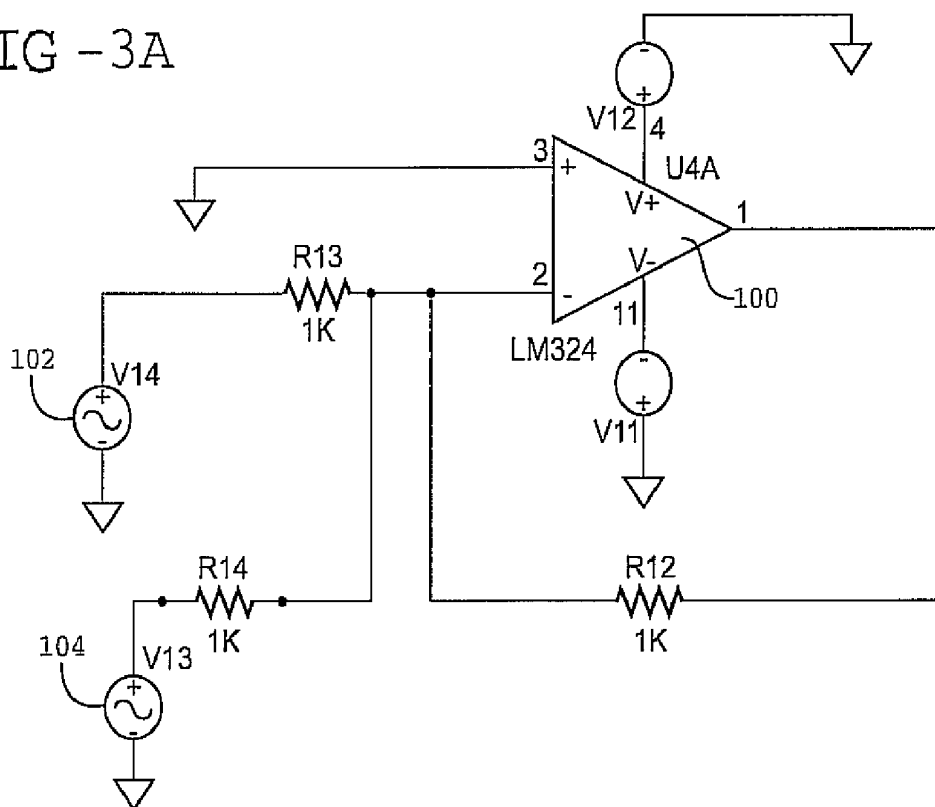 IG-3A
-
+
V12
4
3
+
U4A
V+
1
R13
2
-
V-
100
1K
11
LM324
102
V14
+
-
-
+
V11
R14
R12
1K
1K
104
V13
+
-